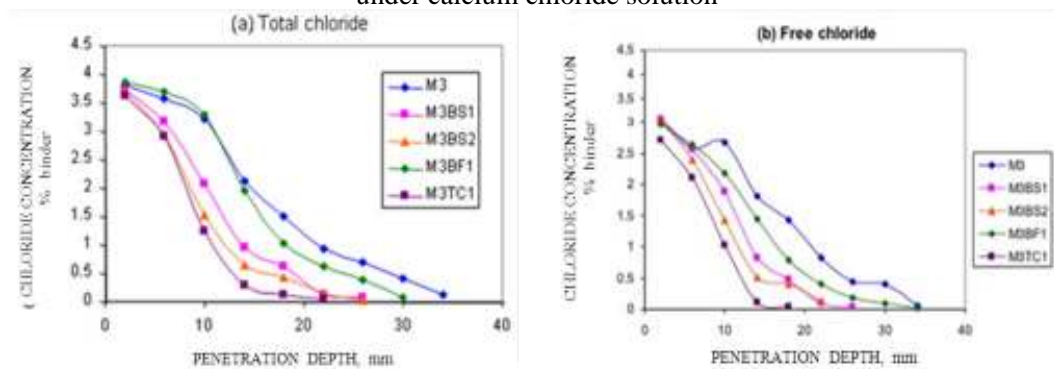 under calcium chloride solution
(a) Total chloride
( CHLORIDE CONCENTRATION
% binder
4.5
4
3.5
3
2.5
2
1.5
1
0.5
0
0 10 20 30 40
PENETRATION DEPTH, mm
M3
M3BS1
M3BS2
M3BF1
M3TC1
(b) Free chloride
CHLORIDE CONCENTRATION
% binder
4.5
4
3.5
3
2.5
1.5
1
0.5
0
0 10 20 30 40
PENETRATION DEPTH, mm
M3
M3BS1
M3BS2
M3BF1
M3TC1